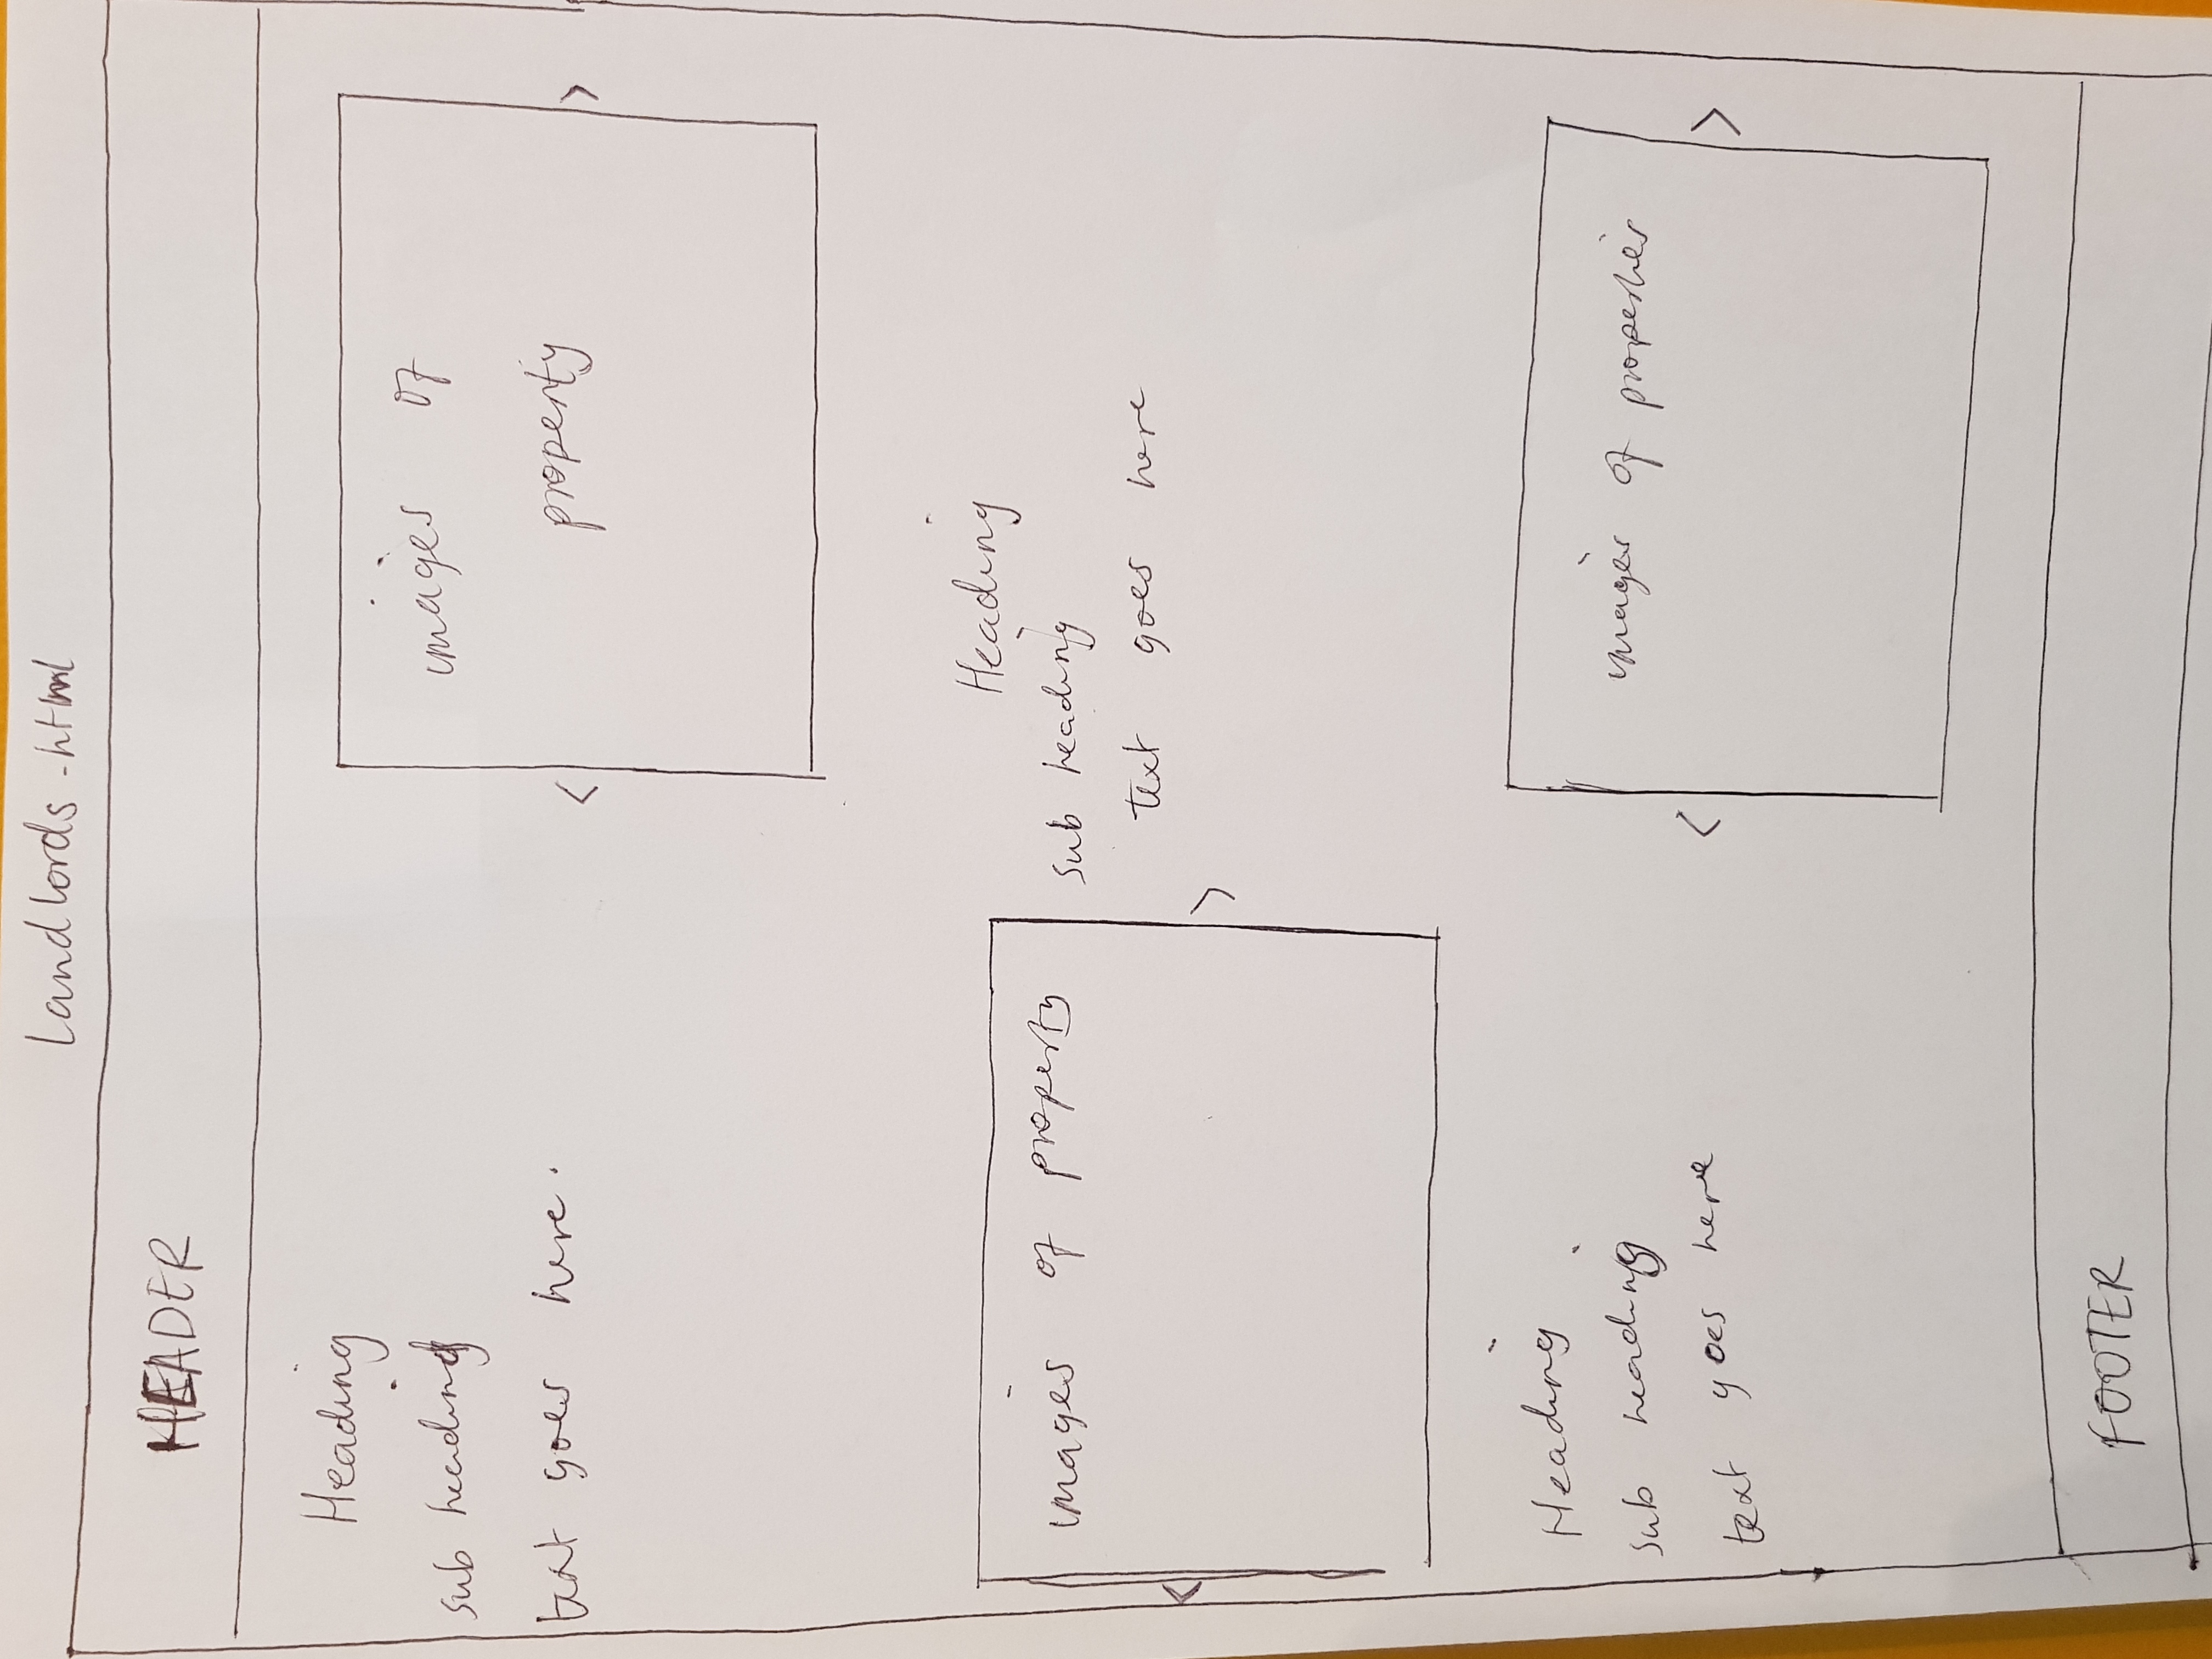 Landlords - html
HEADER
Heading
sub heading
text goes here.
images of
property
<
>
images of property
<
>
Heading
sub heading
text goes here
Heading
sub heading
text goes here
images of properties
<
>
FOOTER